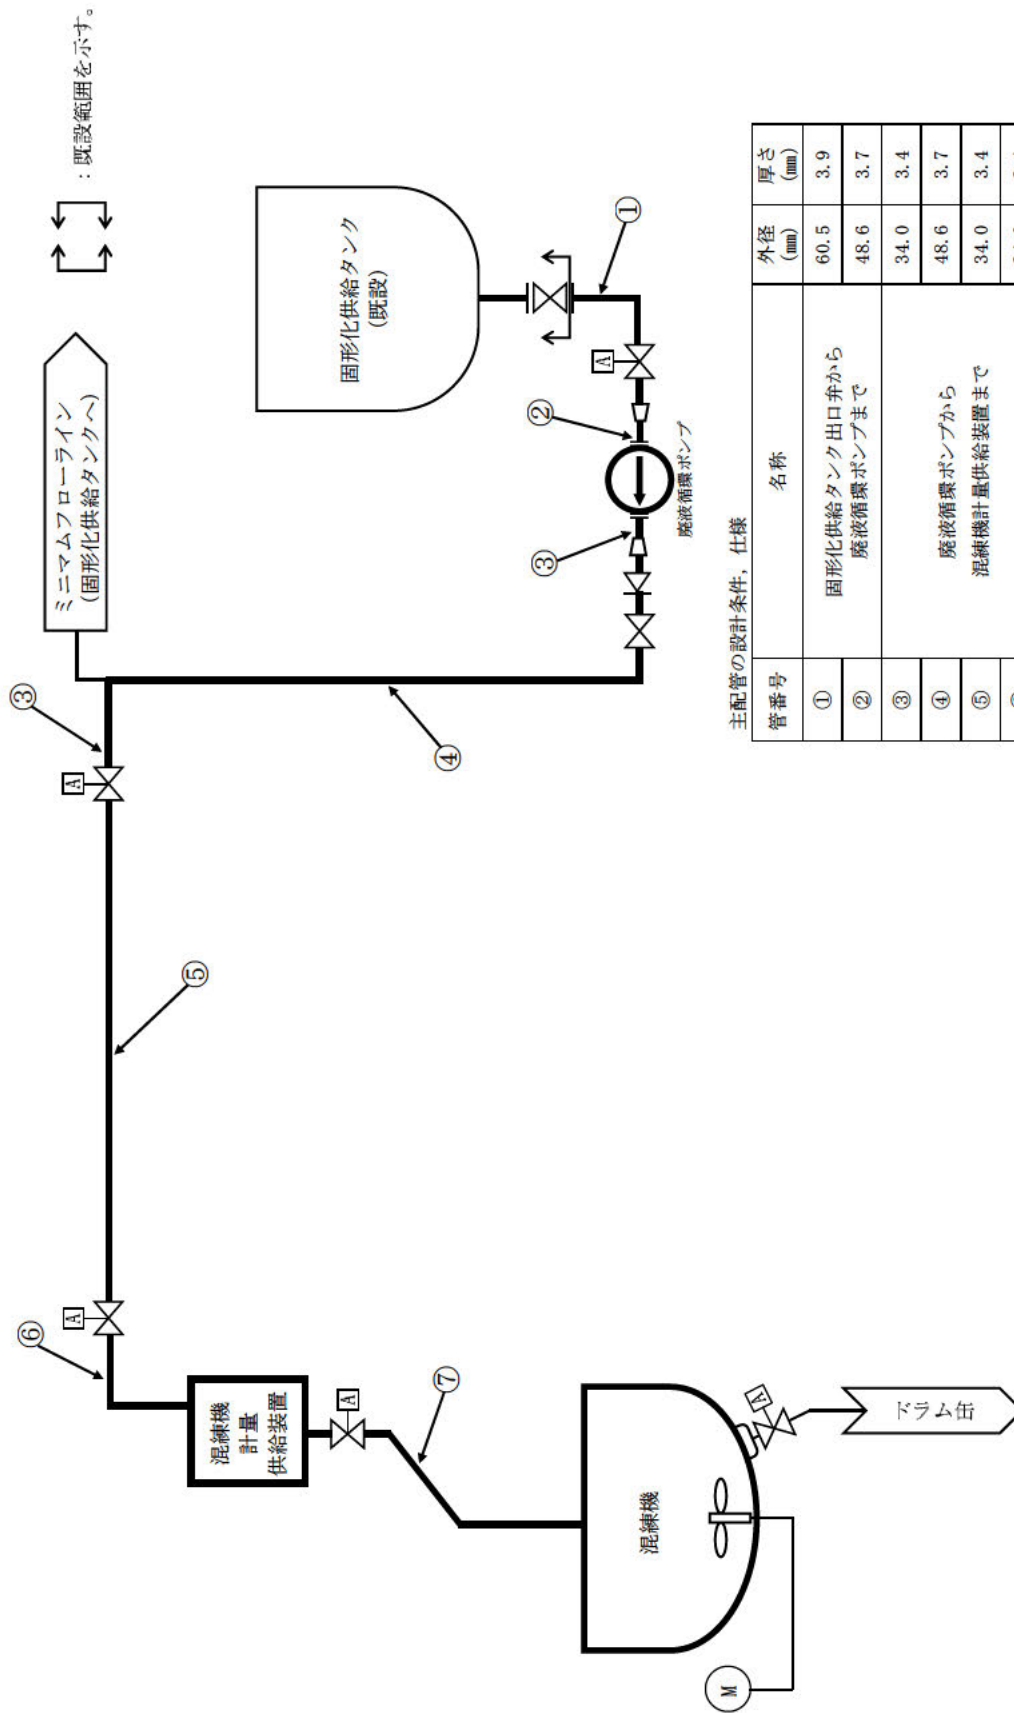 ：既設範囲を示す。
ミニマムフローライン
(固形化供給タンクへ)
⑥
A
⑤
A
③
混練機
計量
供給装置
A
⑦
④
固形化供給タンク
(既設)
①
A
②
③
廃液循環ポンプ
混練機
M
A
ドラム缶
主配管の設計条件，仕様
管番号 名称 外径(mm) 厚さ(mm)
① 固形化供給タンク出口弁から 60.5 3.9
② 廃液循環ポンプまで 48.6 3.7
③ 34.0 3.4
④ 廃液循環ポンプから 48.6 3.7
⑤ 混練機計量供給装置まで 34.0 3.4